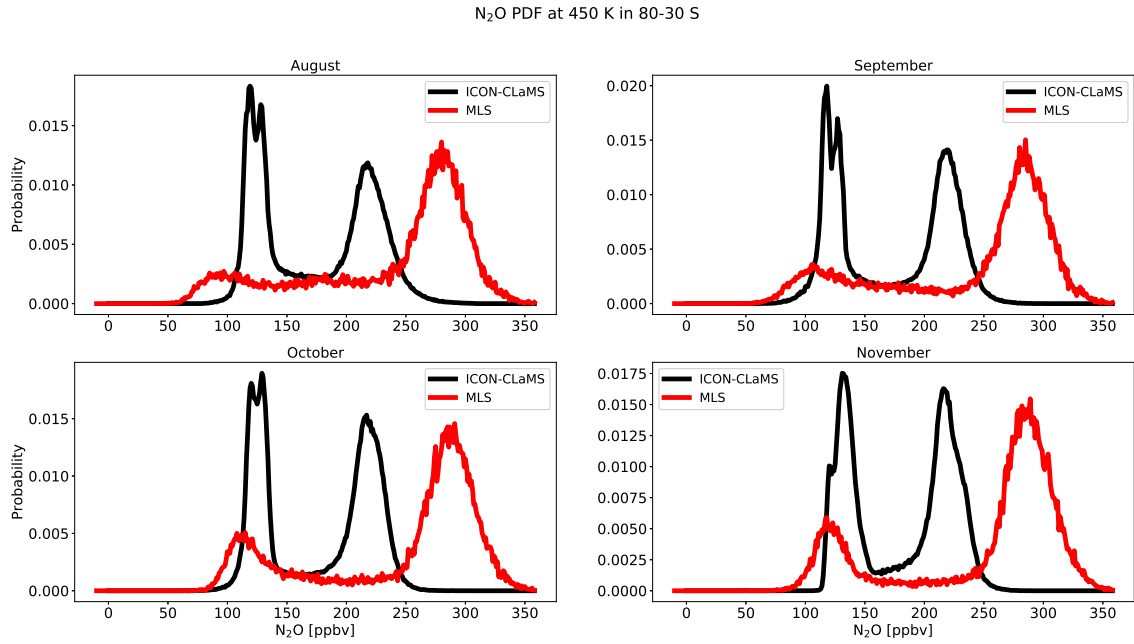 N₂O PDF at 450 K in 80-30 S
August
September
0.015
0.010
0.005
0.000
Probability
0 50 100 150 200 250 300 350
ICON-CLaMS
MLS
0.020
0.015
0.010
0.005
0.000
0 50 100 150 200 250 300 350
ICON-CLaMS
MLS
October
November
0.015
0.010
0.005
0.000
Probability
0 50 100 150 200 250 300 350
N₂O [ppbv]
ICON-CLaMS
MLS
0.0175
0.0150
0.0125
0.0100
0.0075
0.0050
0.0025
0.0000
0 50 100 150 200 250 300 350
N₂O [ppbv]
ICON-CLaMS
MLS